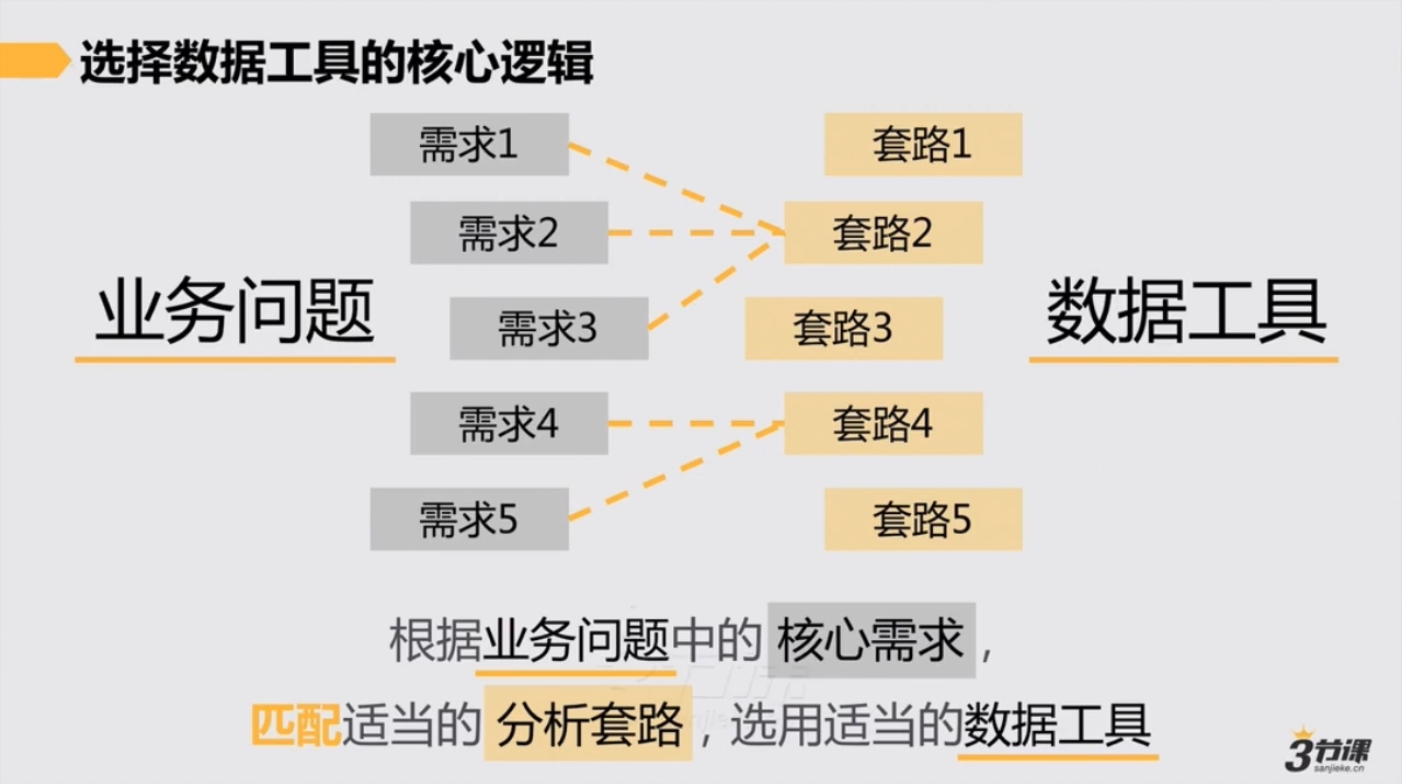 选择数据工具的核心逻辑
需求1
套路1
需求2
套路2
业务问题
需求3
套路3
数据工具
需求4
套路4
需求5
套路5
根据业务问题中的 核心需求，
匹配适当的 分析套路，选用适当的数据工具
3节课
sanjieke.cn